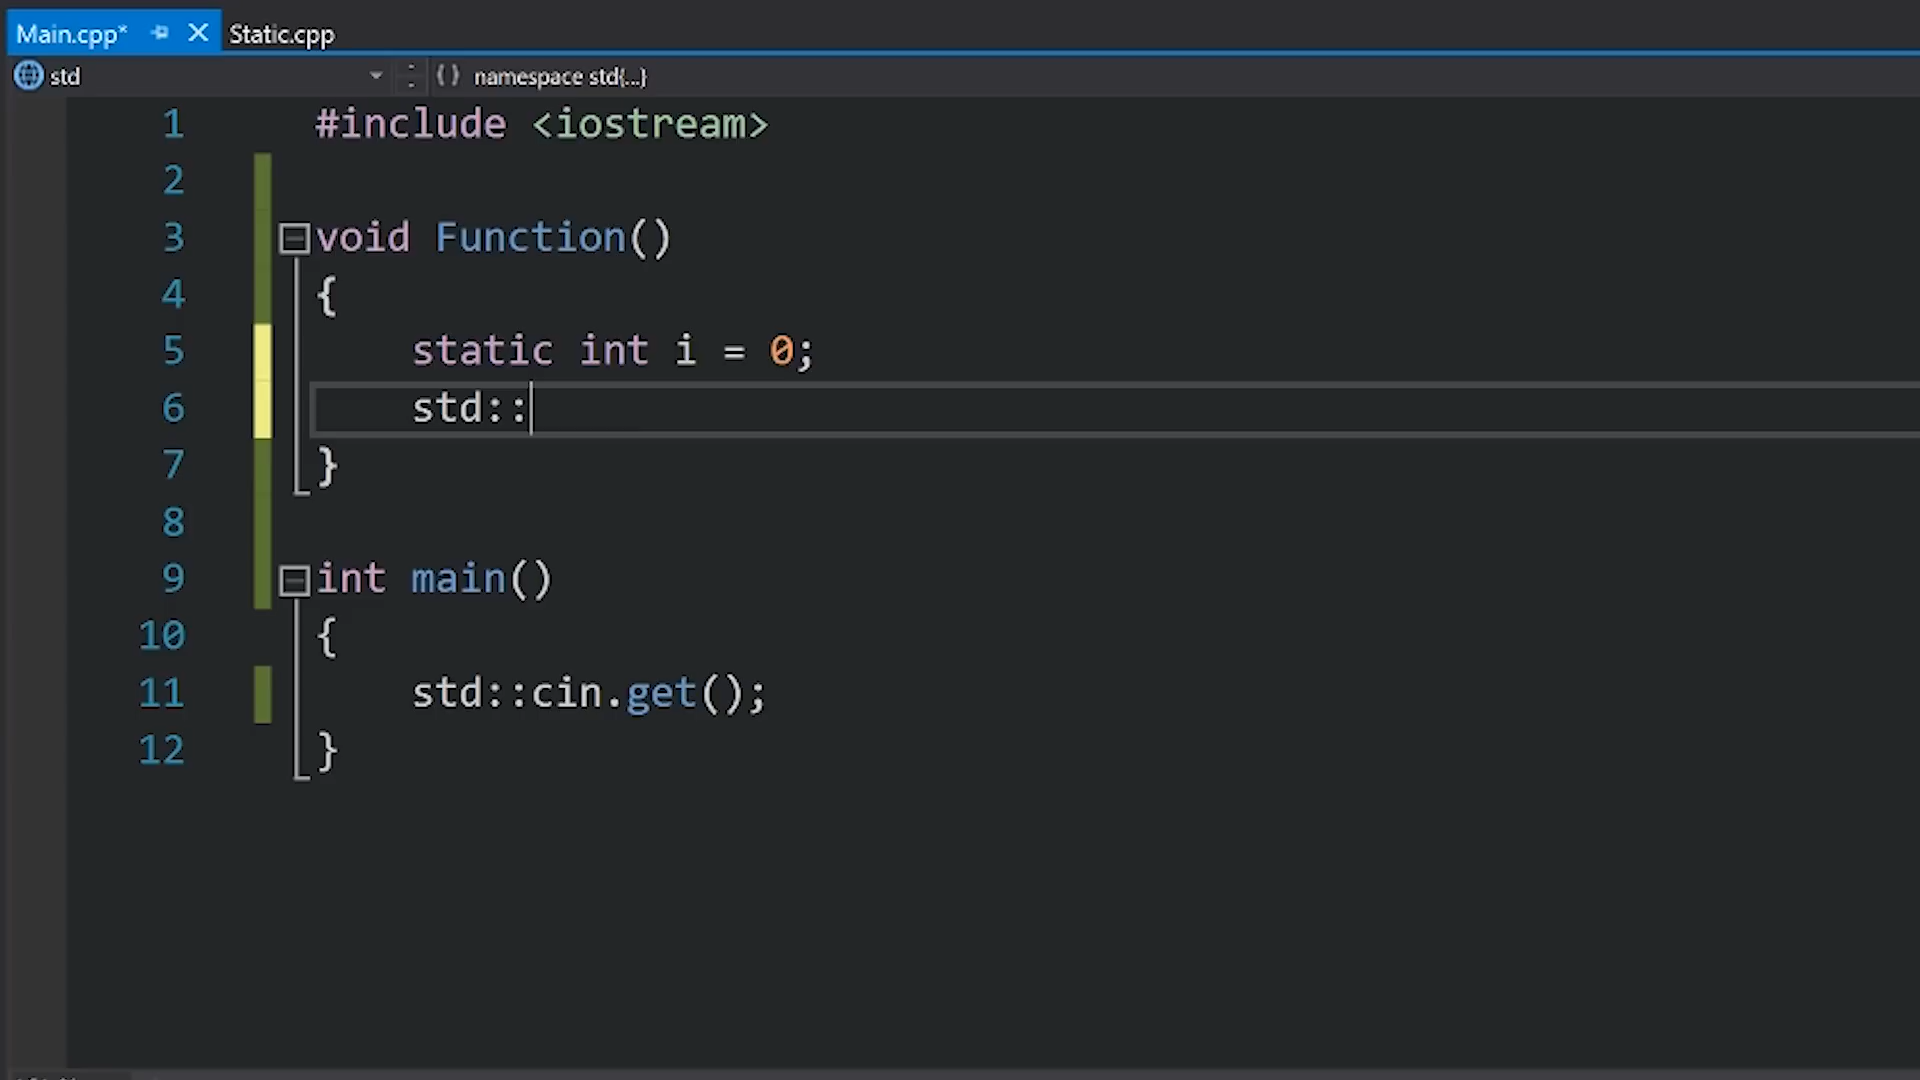 Main.cpp* Static.cpp
std namespace std{...}
1 #include <iostream>
2
3 void Function()
4 {
5 static int i = 0;
6 std::
7 }
8
9 int main()
10 {
11 std::cin.get();
12 }